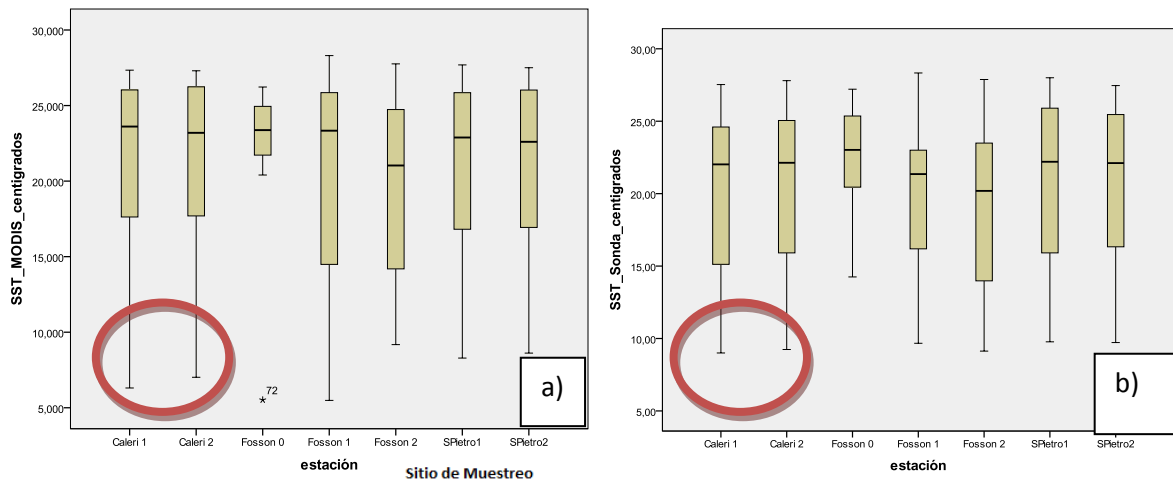 30,000
25,000
20,000
15,000
10,000
5,000
SST_MODIS_centigrados
72
a)
Caleri 1 Caleri 2 Fosson 0 Fosson 1 Fosson 2 SPietro1 SPietro2
estación
Sitio de Muestreo
30,00
25,00
20,00
15,00
10,00
5,00
SST_Sonda_centigrados
b)
Caleri 1 Caleri 2 Fosson 0 Fosson 1 Fosson 2 SPietro1 SPietro2
estación